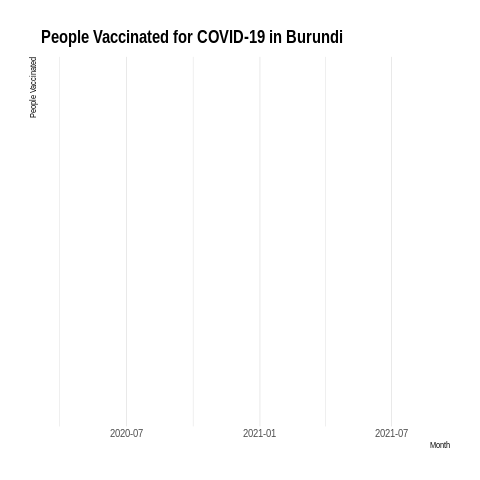 People Vaccinated for COVID-19 in Burundi
People Vaccinated
2020-07 2021-01 2021-07
Month